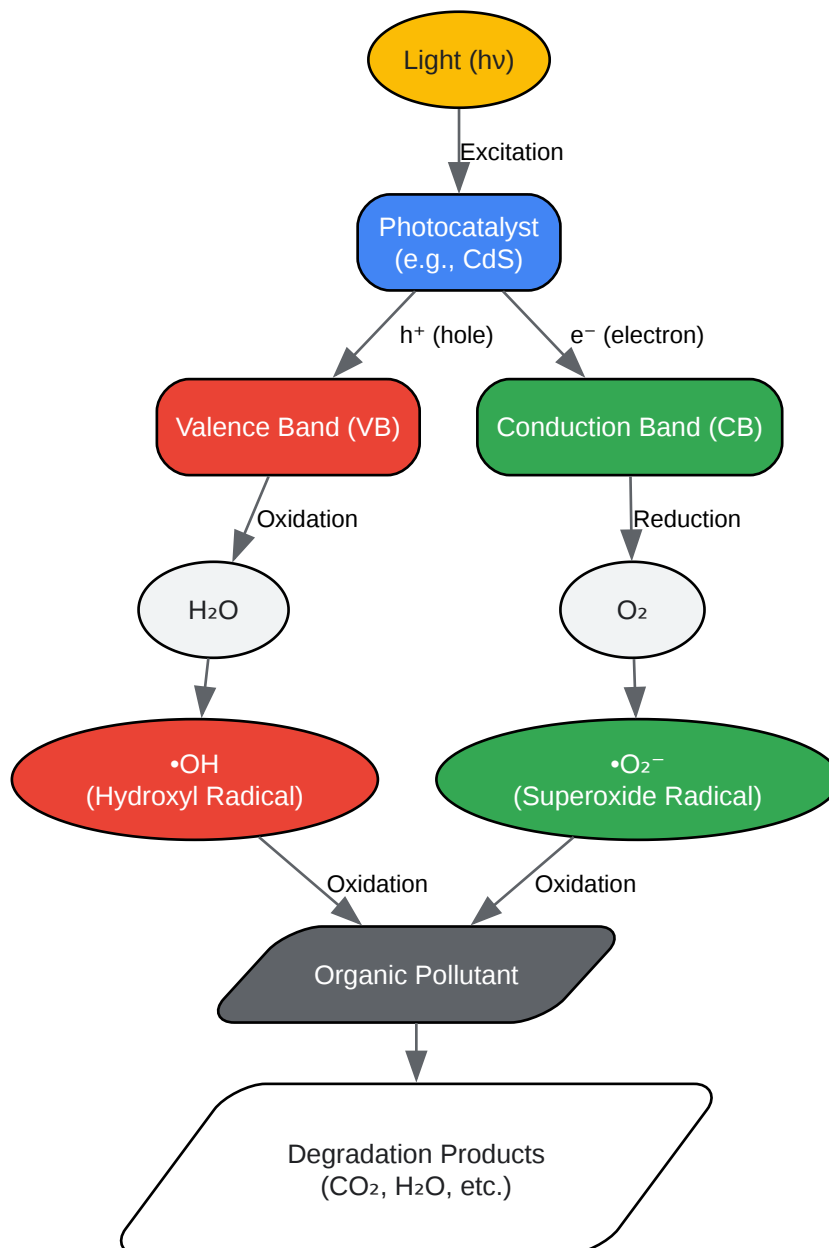 Light (hν)
Excitation
Photocatalyst
(e.g., CdS)
h⁺ (hole)
e⁻ (electron)
Valence Band (VB)
Conduction Band (CB)
Oxidation
Reduction
H₂O
O₂
•OH
(Hydroxyl Radical)
•O₂⁻
(Superoxide Radical)
Oxidation
Oxidation
Organic Pollutant
Degradation Products
(CO₂, H₂O, etc.)